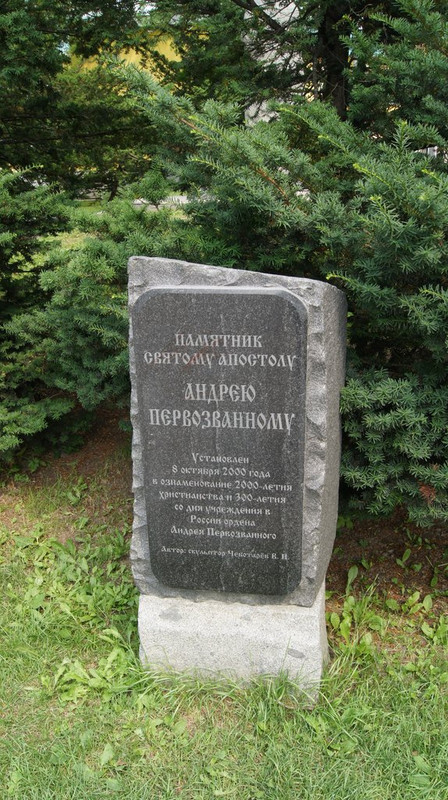 ПАМЯТНИК
СВЯТОМУ АПОСТОЛУ
АНДРЕЮ
ПЕРВОЗВАННОМУ
Установлен
8 октября 2000 года
в ознаменование 2000-летия
христианства и 300-летия
со дня учреждения в
России ордена
Андрея Первозванного
Автор: скульптор Чеботарёв В. И.